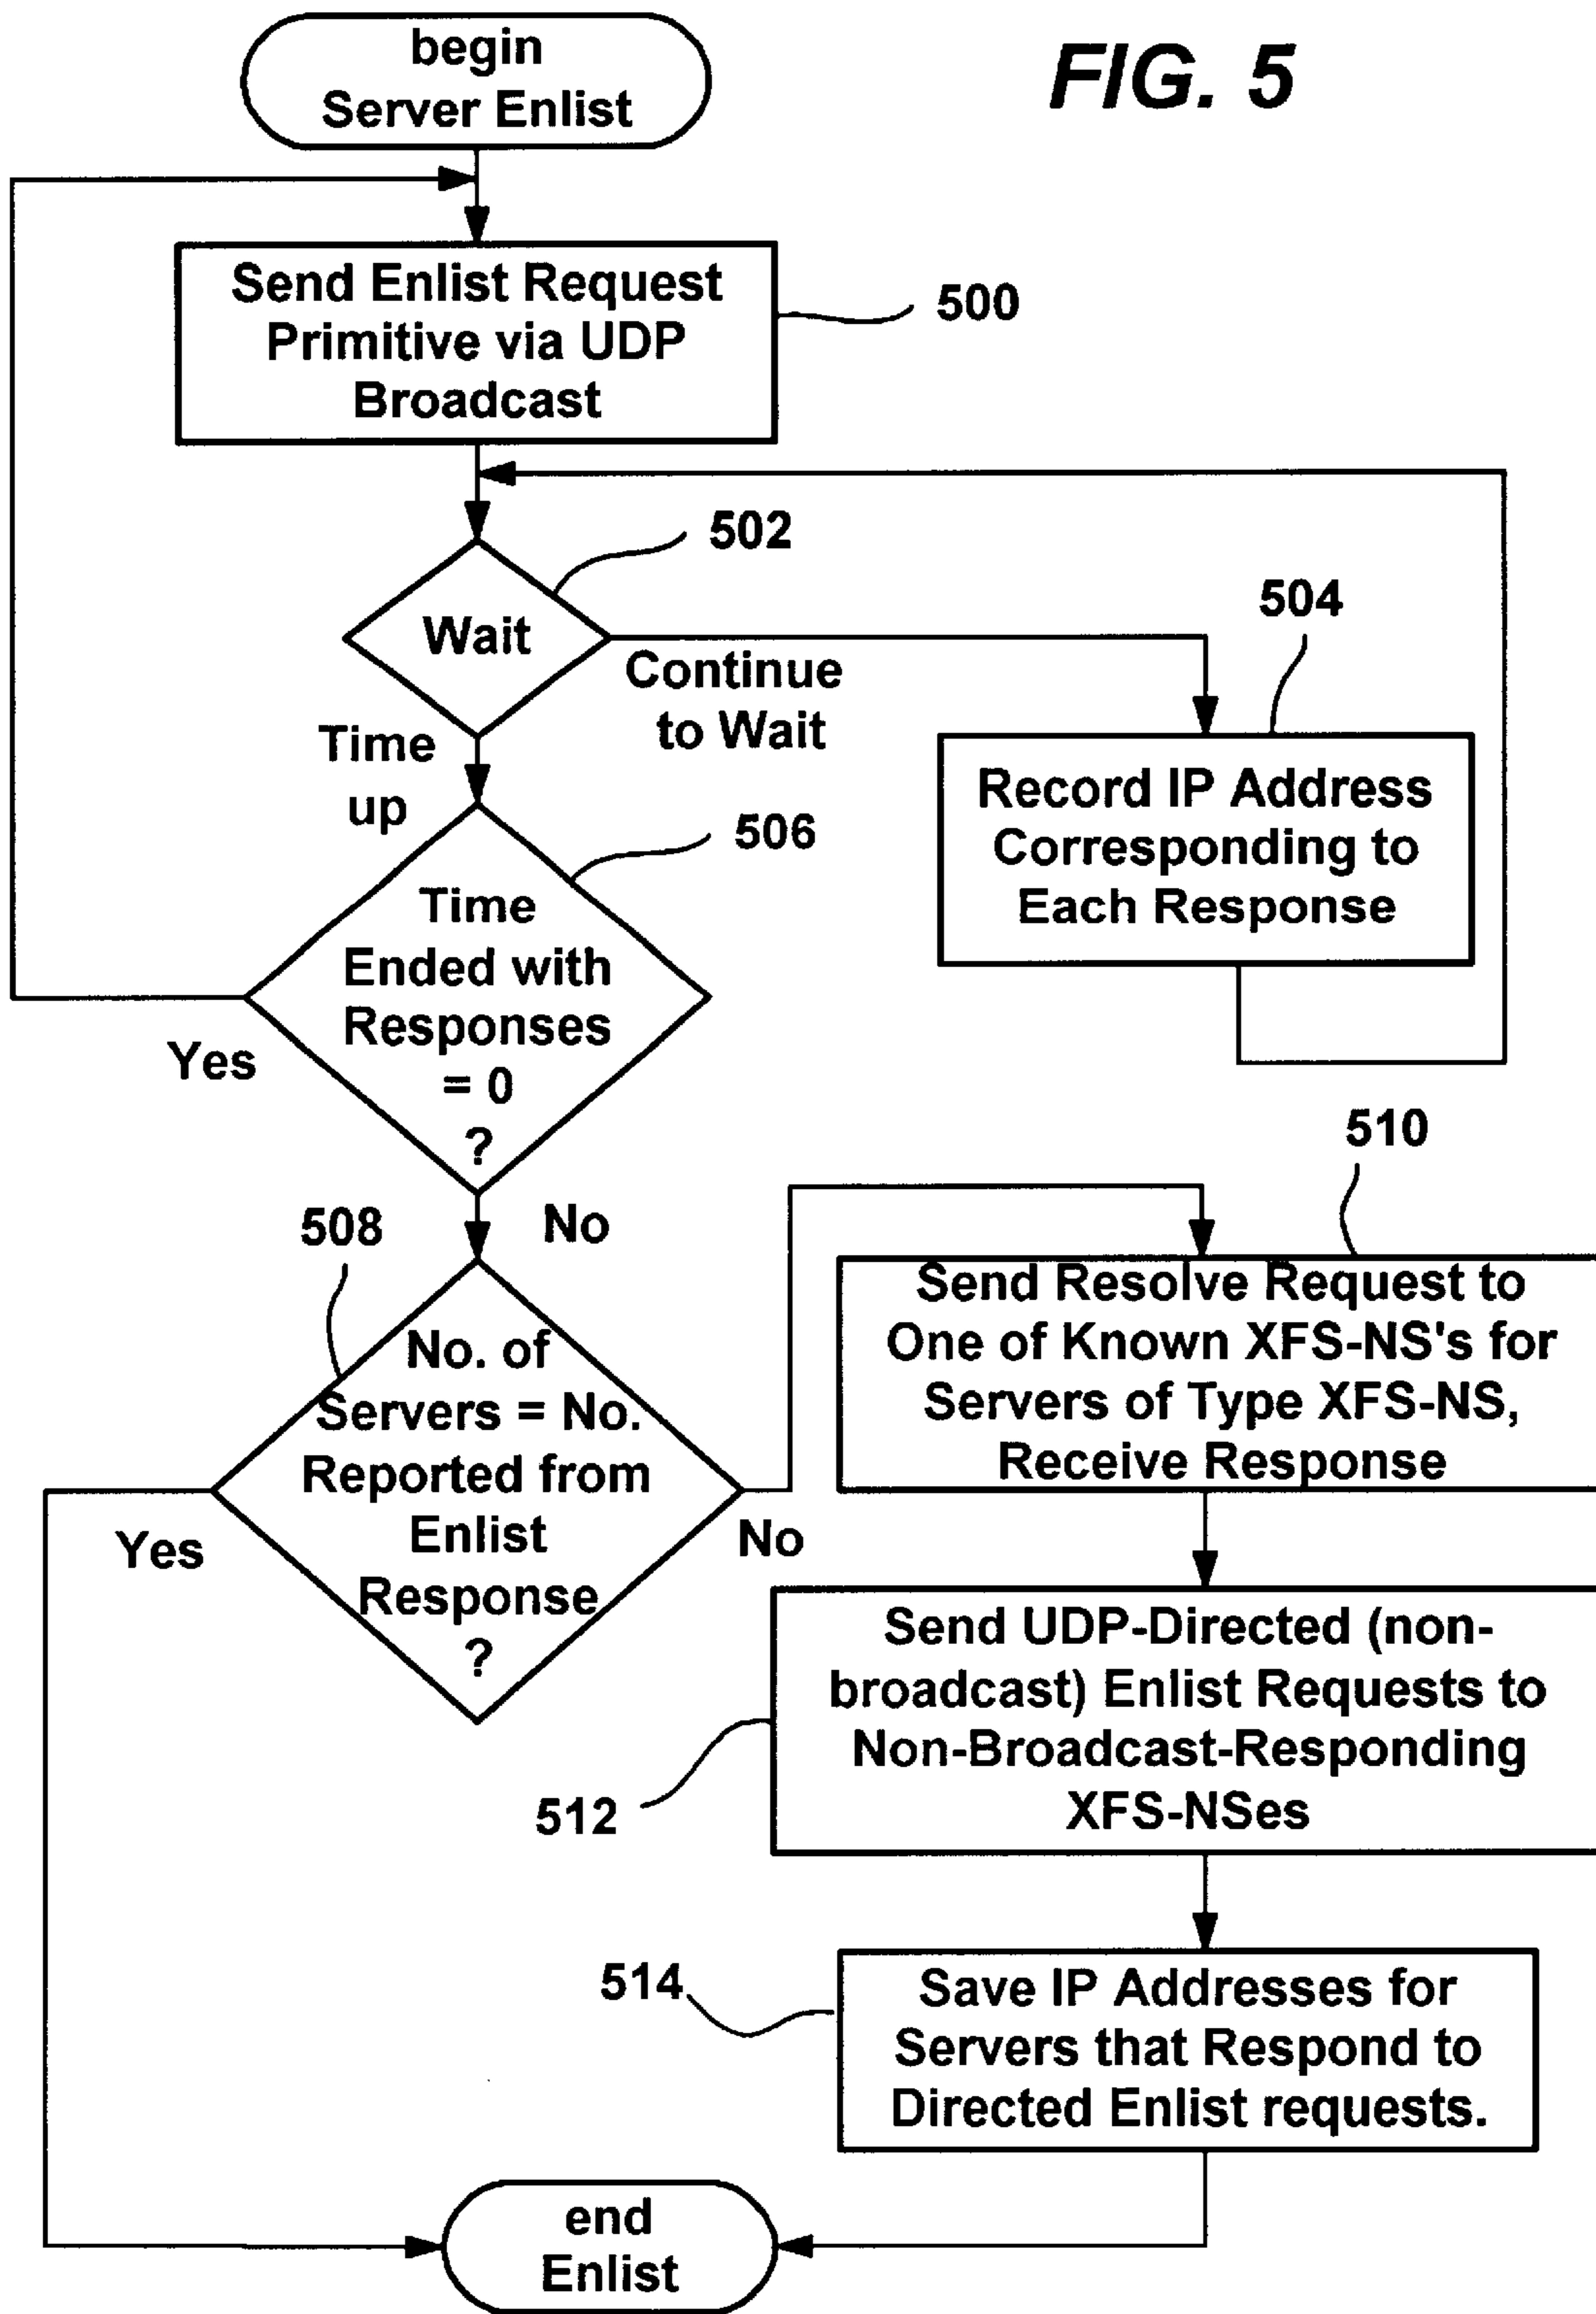 begin
Server Enlist
FIG. 5
Send Enlist Request
Primitive via UDP
Broadcast
500
502
Wait
Continue
to Wait
504
Time
up
Record IP Address
Corresponding to
Each Response
506
Time
Ended with
Responses
= 0
?
Yes
No
508
No. of
Servers = No.
Reported from
Enlist
Response
?
Yes
No
510
Send Resolve Request to
One of Known XFS-NS's for
Servers of Type XFS-NS,
Receive Response
Send UDP-Directed (non-
broadcast) Enlist Requests to
Non-Broadcast-Responding
XFS-NSes
512
514
Save IP Addresses for
Servers that Respond to
Directed Enlist requests.
end
Enlist